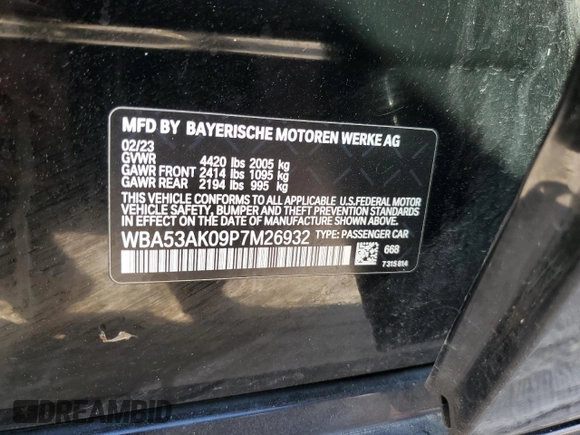 MFD BY BAYERISCHE MOTOREN WERKE AG
02/23
GVWR 4420 lbs 2005 kg
GAWR FRONT 2414 lbs 1095 kg
GAWR REAR 2194 lbs 995 kg
THIS VEHICLE CONFORMS TO ALL APPLICABLE U.S.FEDERAL MOTOR
VEHICLE SAFETY, BUMPER, AND THEFT PREVENTION STANDARDS IN
EFFECT ON THE DATE OF MANUFACTURE SHOWN ABOVE.
WBA53AK09P7M26932 TYPE: PASSENGER CAR
668
7315814
DREAMBID